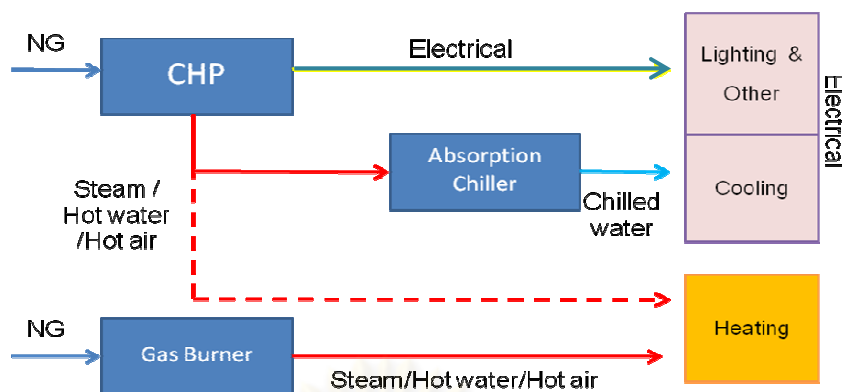 NG
CHP
Electrical
Lighting &
Other
Electrical
Absorption
Chiller
Cooling
Chilled
water
Steam /
Hot water
/Hot air
NG
Gas Burner
Heating
Steam/Hot water/Hot air